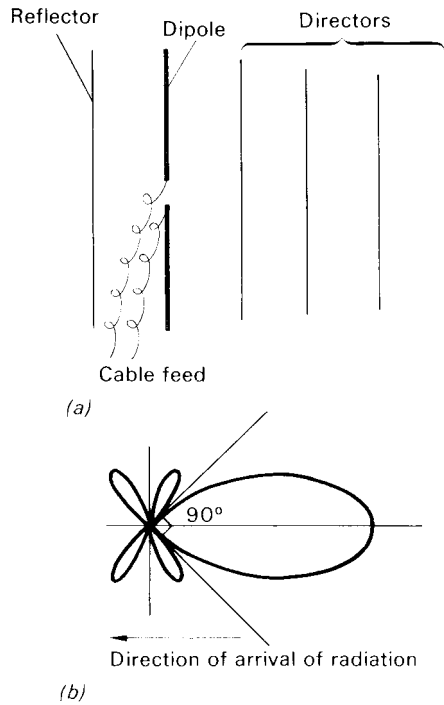 Directors
Reflector
Dipole
Cable feed
(a)
90°
Direction of arrival of radiation
(b)